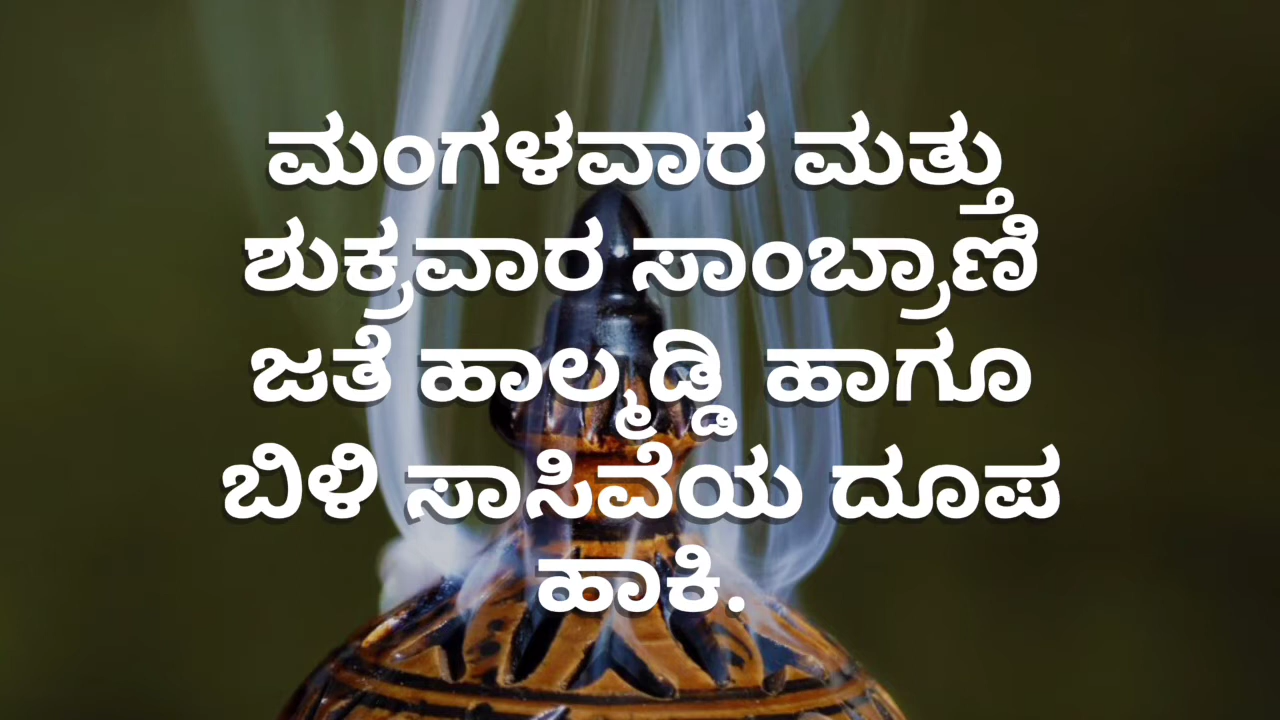 ಮಂಗಳವಾರ ಮತ್ತು
ಶುಕ್ರವಾರ ಸಾಂಬ್ರಾಣಿ
ಜತೆ ಹಾಲ್ಮಡ್ಡಿ ಹಾಗೂ
ಬಿಳಿ ಸಾಸಿವೆಯ ದೂಪ
ಹಾಕಿ.